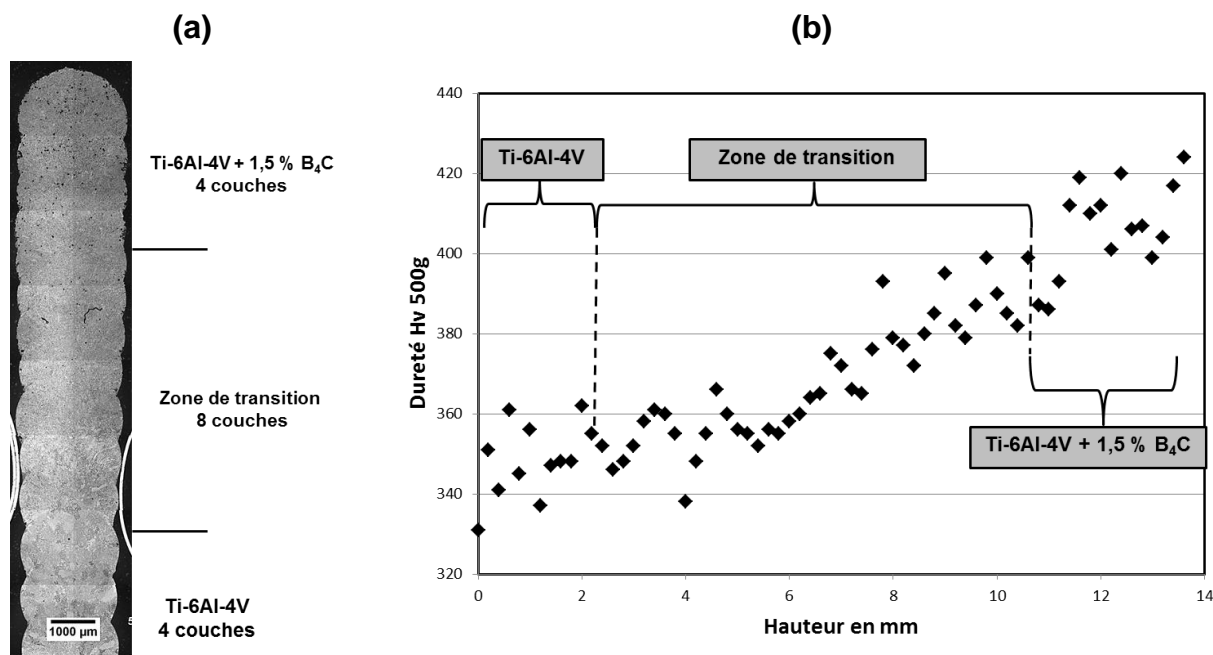 (a)
Ti-6Al-4V + 1,5 % B₄C
4 couches
Zone de transition
8 couches
Ti-6Al-4V
4 couches
1000 µm
5
(b)
Dureté Hv 500g
440
420
400
380
360
340
320
Ti-6Al-4V
Zone de transition
Ti-6Al-4V + 1,5 % B₄C
0
2
4
6
8
10
12
14
Hauteur en mm